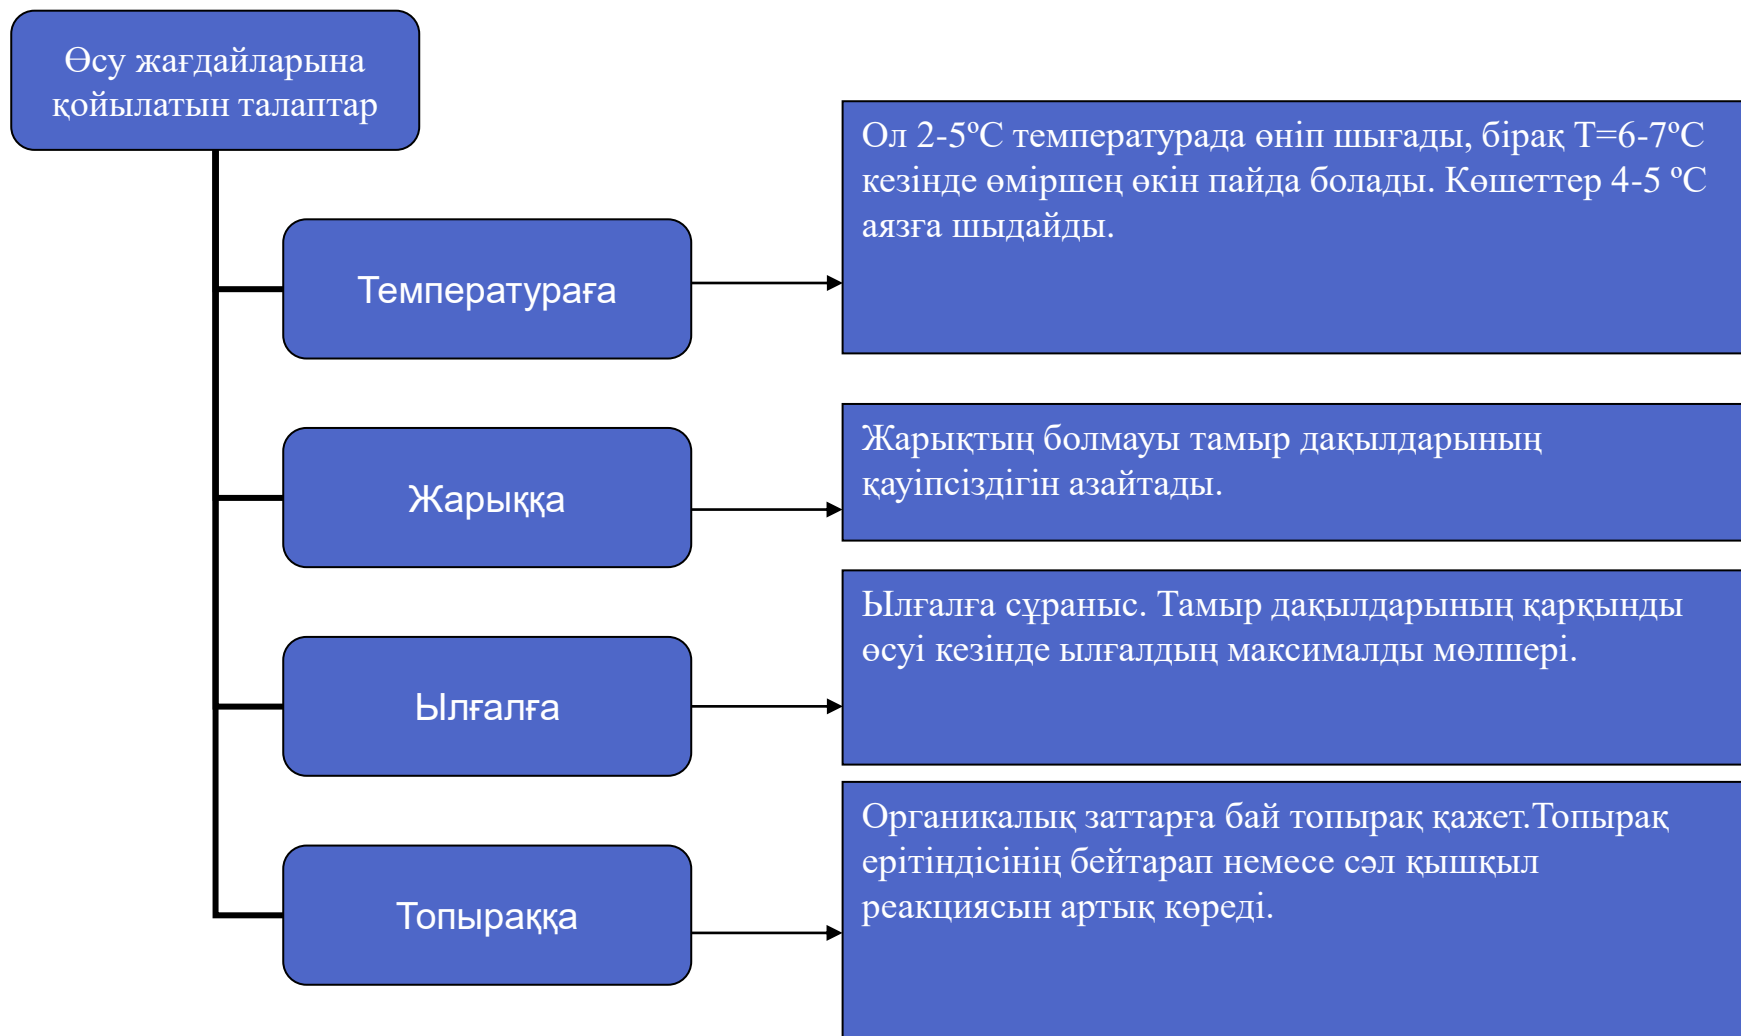 Өсу жағдайларына
қойылатын талаптар
Температураға
Ол 2-5ºС температурада өніп шығады, бірақ Т=6-7ºС
кезінде өміршең өкін пайда болады. Көшеттер 4-5 ºС
аязға шыдайды.
Жарыққа
Жарықтың болмауы тамыр дақылдарының
қауіпсіздігін азайтады.
Ылғалға
Ылғалға сұраныс. Тамыр дақылдарының қарқынды
өсуі кезінде ылғалдың максималды мөлшері.
Топыраққа
Органикалық заттарға бай топырақ қажет.Топырақ
ерітіндісінің бейтарап немесе сәл қышқыл
реакциясын артық көреді.